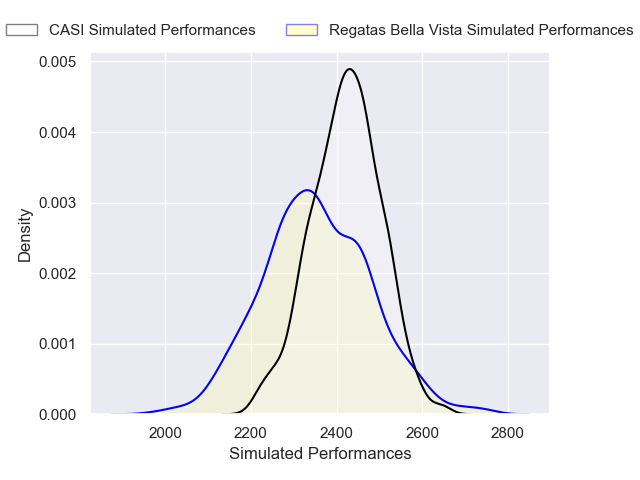 CASI Simulated Performances Regatas Bella Vista Simulated Performances
0.005
0.004
0.003
0.002
0.001
0.000
Density
2000 2200 2400 2600 2800
Simulated Performances